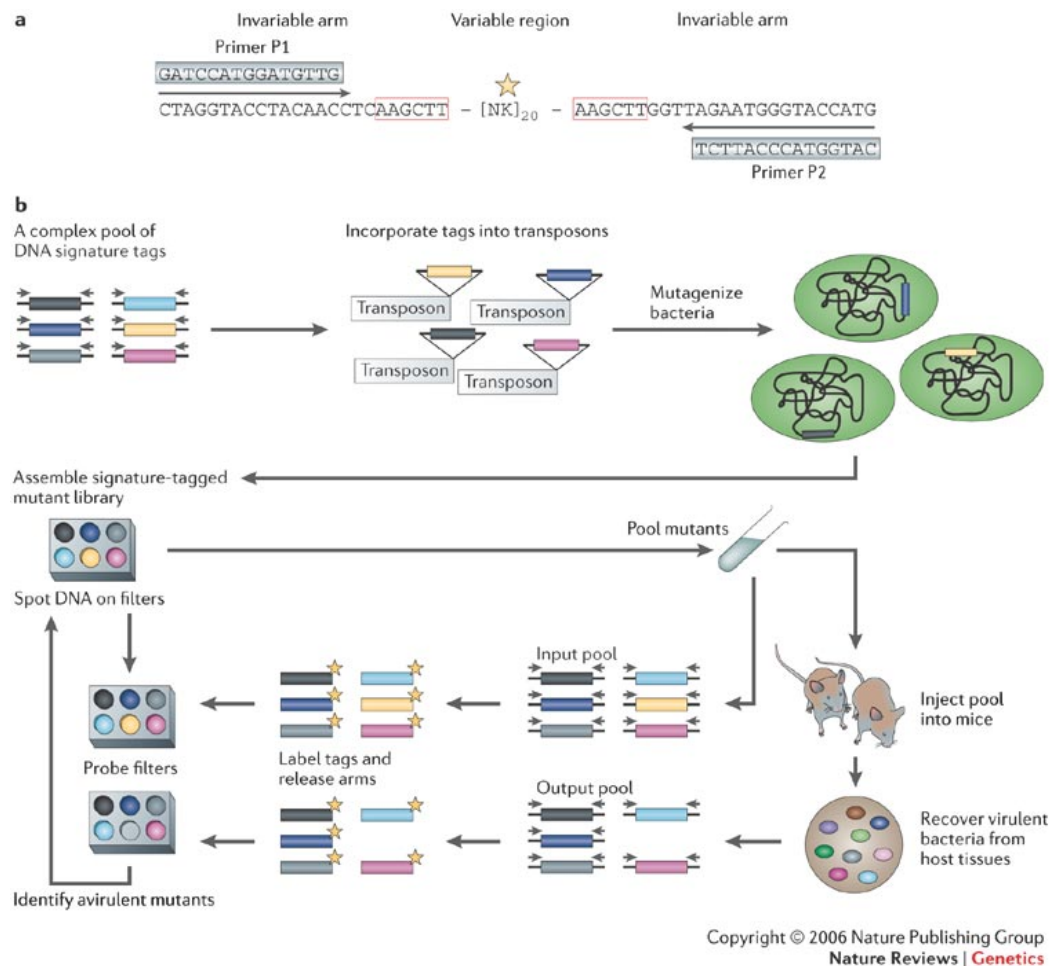 a
Invariable arm Variable region Invariable arm
Primer P1
GATCCATGGATGTTG
CTAGGTACCTACAACCTCAAGCTT – [NK]20 – AAGCTTGGTTAGAATGGGTACCATG
TCTTACCCATGGTAC
Primer P2
b
A complex pool of
DNA signature tags
Incorporate tags into transposons
Transposon
Transposon
Transposon
Transposon
Mutagenize
bacteria
Assemble signature-tagged
mutant library
Pool mutants
Spot DNA on filters
Input pool
Inject pool
into mice
Probe filters
Label tags and
release arms
Output pool
Recover virulent
bacteria from
host tissues
Identify avirulent mutants
Copyright © 2006 Nature Publishing Group
Nature Reviews | Genetics